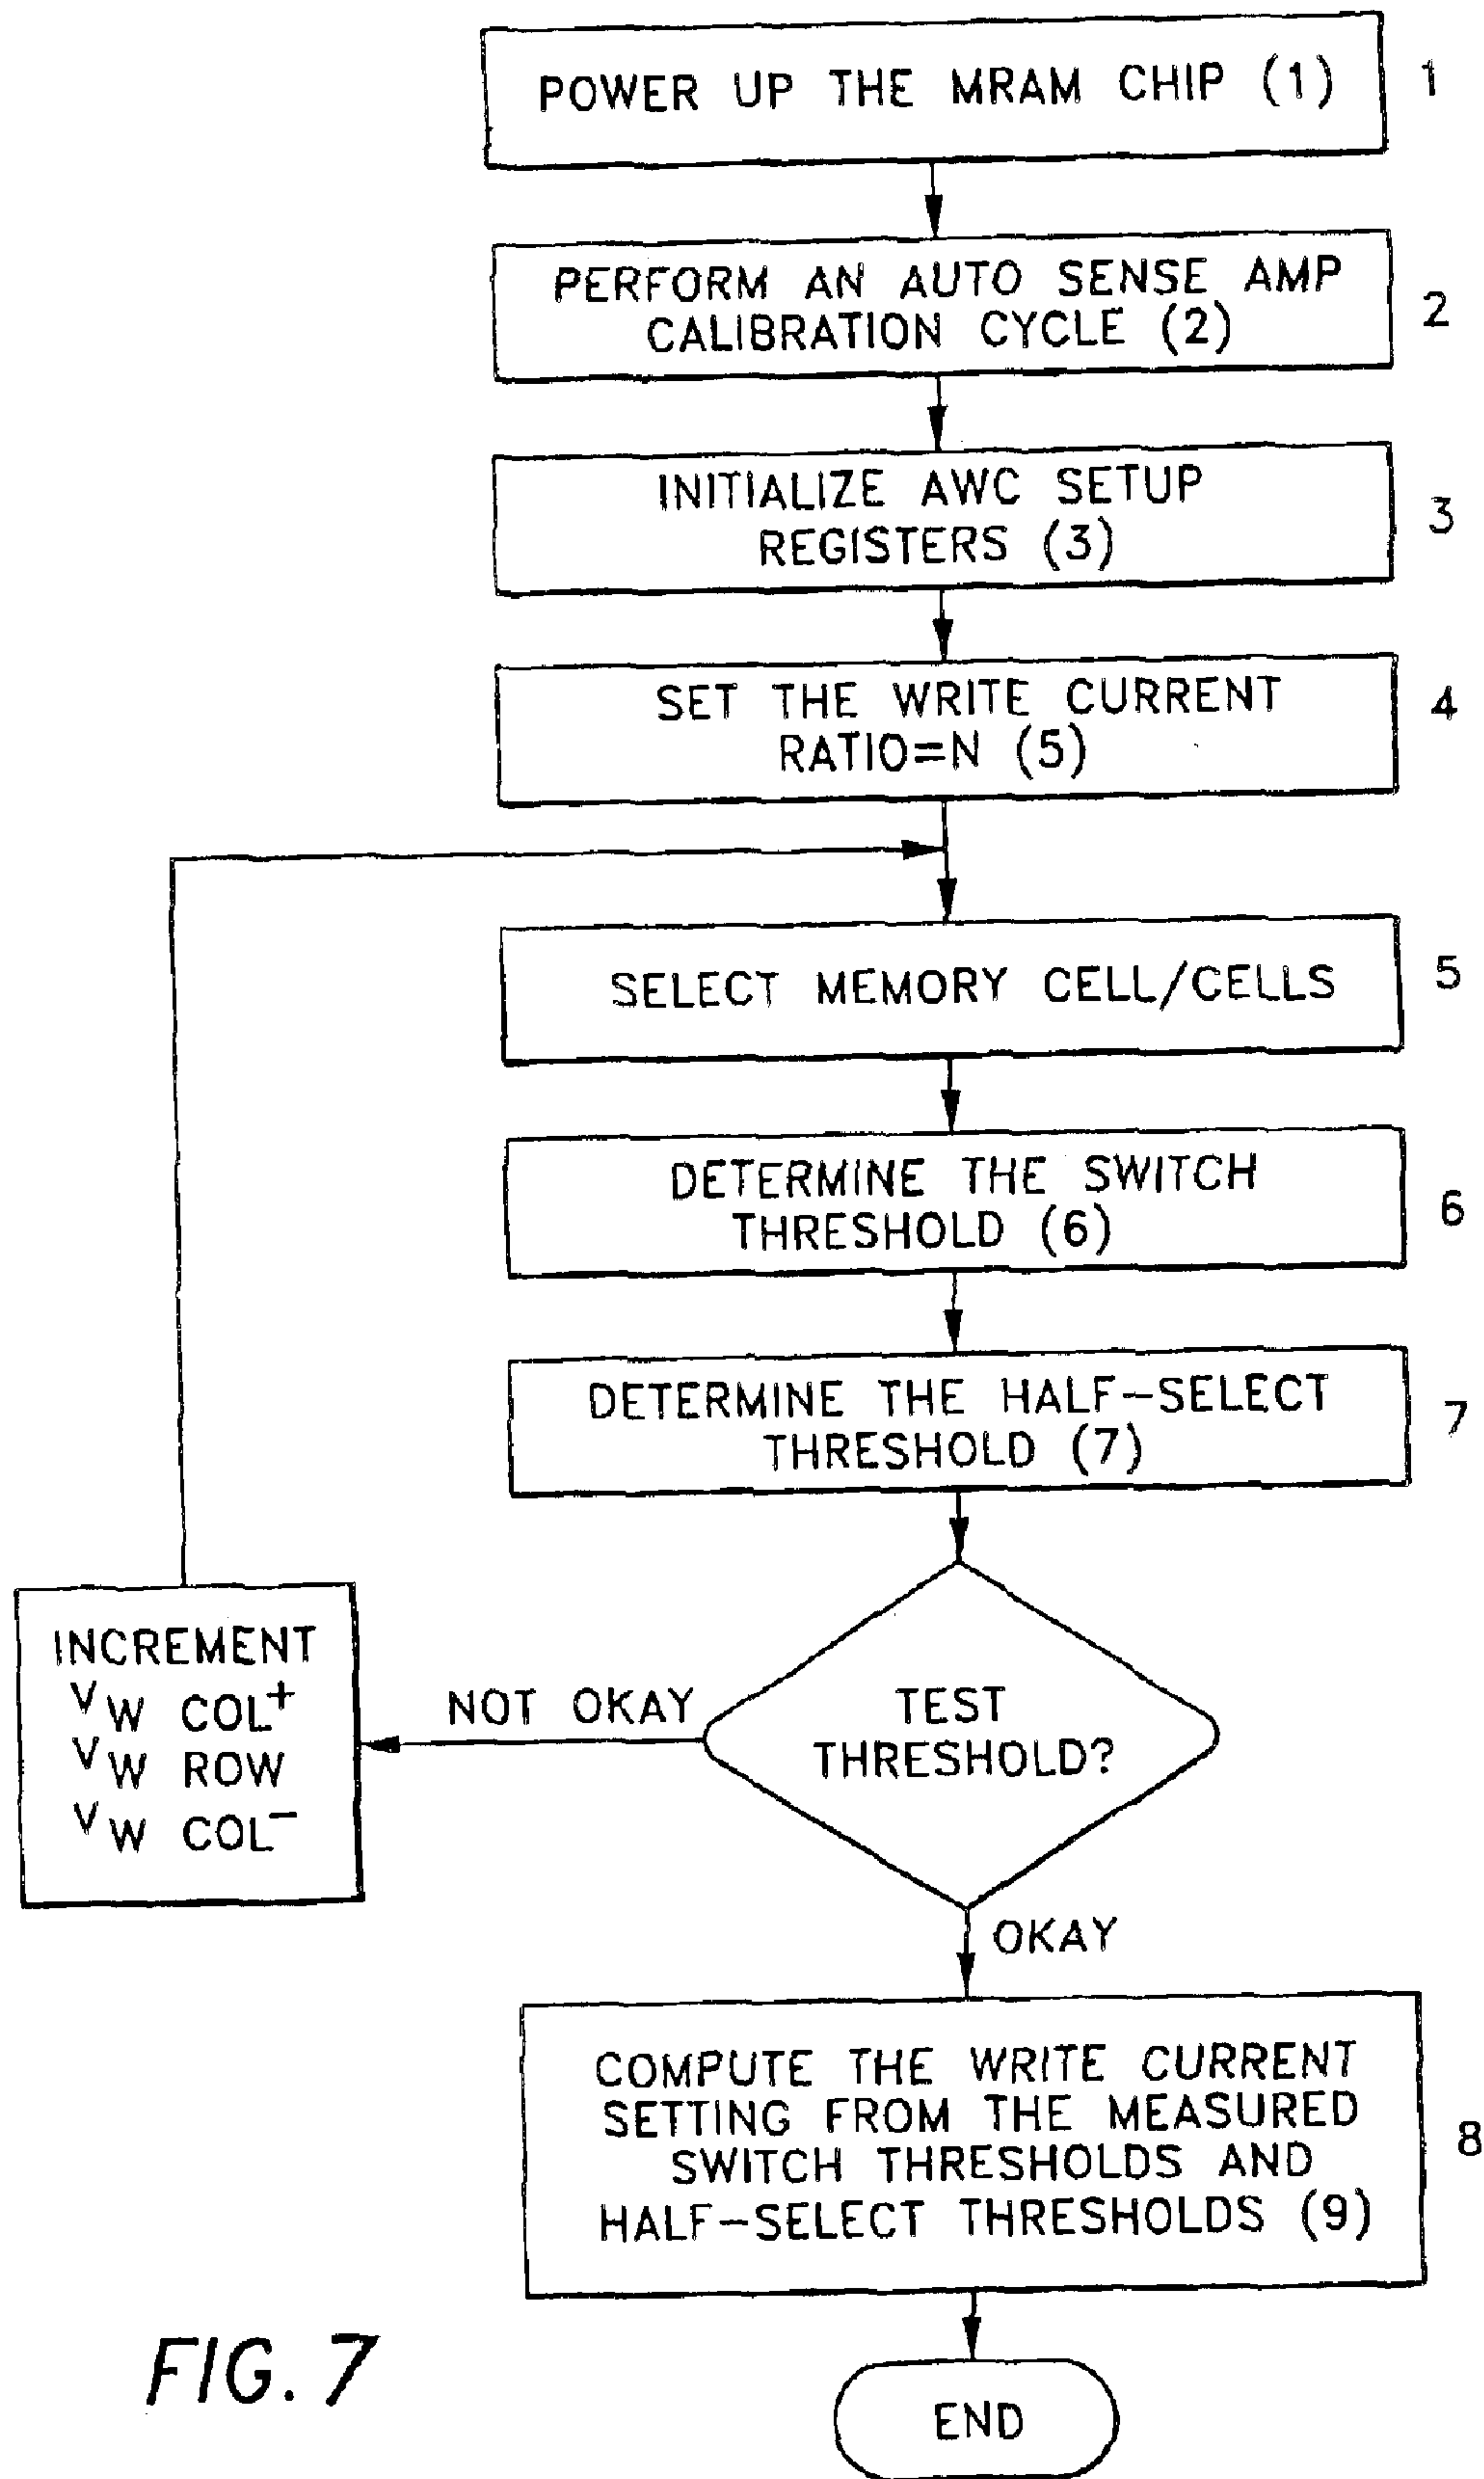 POWER UP THE MRAM CHIP (1)
1
PERFORM AN AUTO SENSE AMP
CALIBRATION CYCLE (2)
2
INITIALIZE AWC SETUP
REGISTERS (3)
3
SET THE WRITE CURRENT
RATIO=N (5)
4
SELECT MEMORY CELL/CELLS
5
DETERMINE THE SWITCH
THRESHOLD (6)
6
DETERMINE THE HALF-SELECT
THRESHOLD (7)
7
TEST
THRESHOLD?
NOT OKAY
INCREMENT
VW COL+
VW ROW
VW COL-
OKAY
COMPUTE THE WRITE CURRENT
SETTING FROM THE MEASURED
SWITCH THRESHOLDS AND
HALF-SELECT THRESHOLDS (9)
8
END
FIG. 7